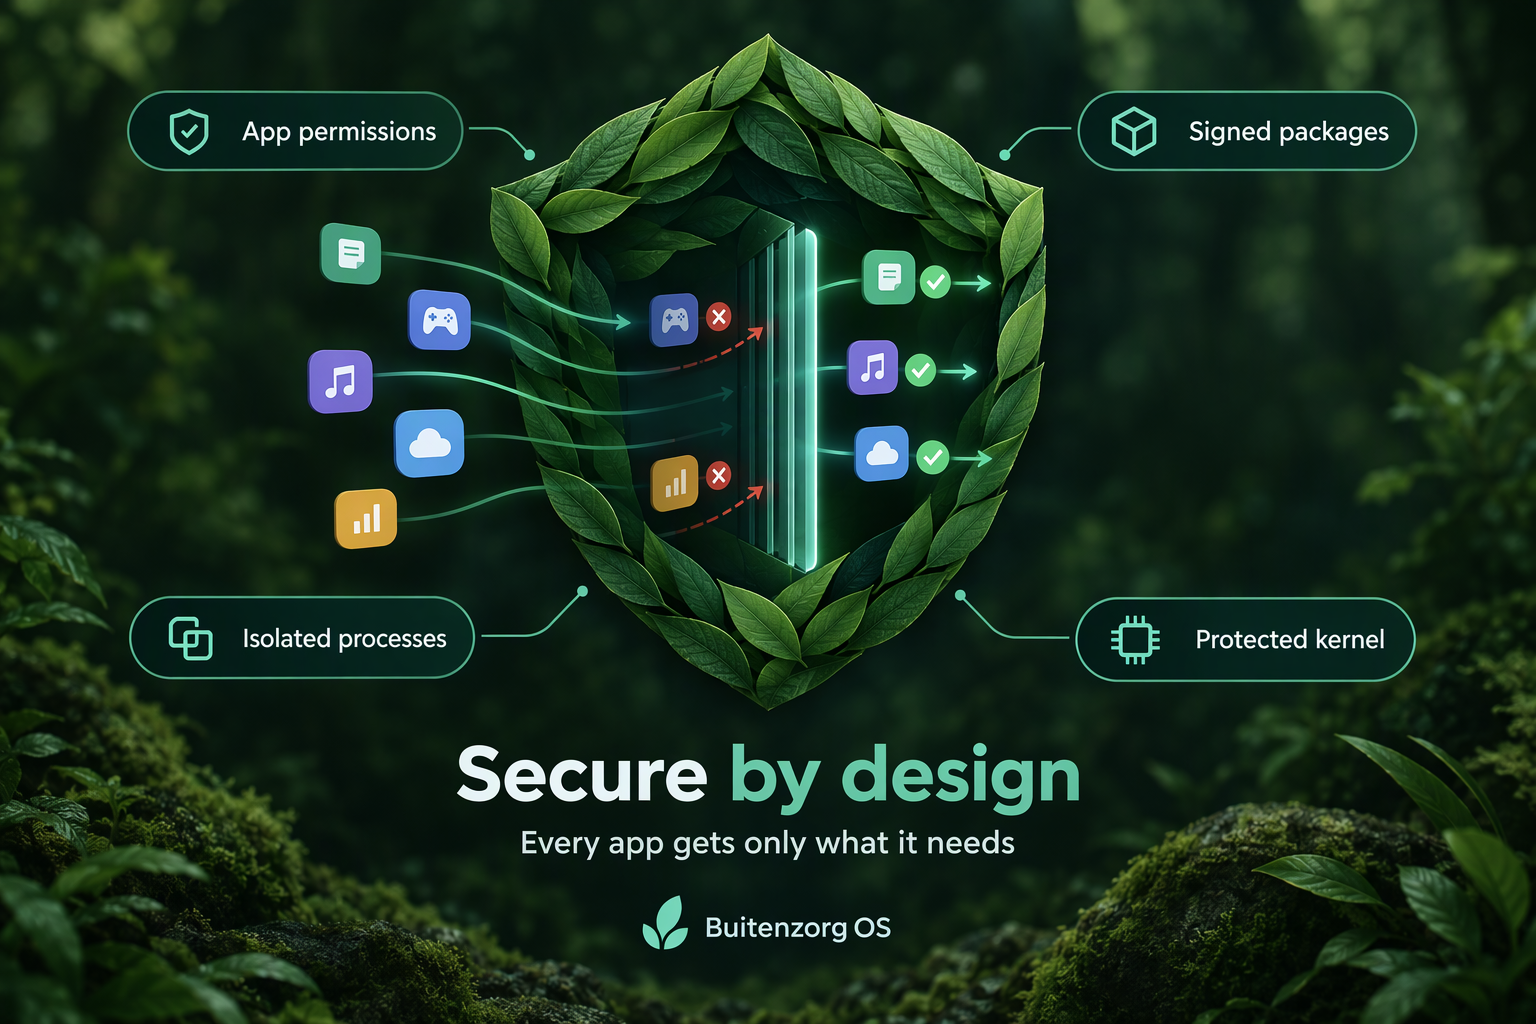 App permissions
Signed packages
Isolated processes
Protected kernel
Secure by design
Every app gets only what it needs
Buitenzorg OS